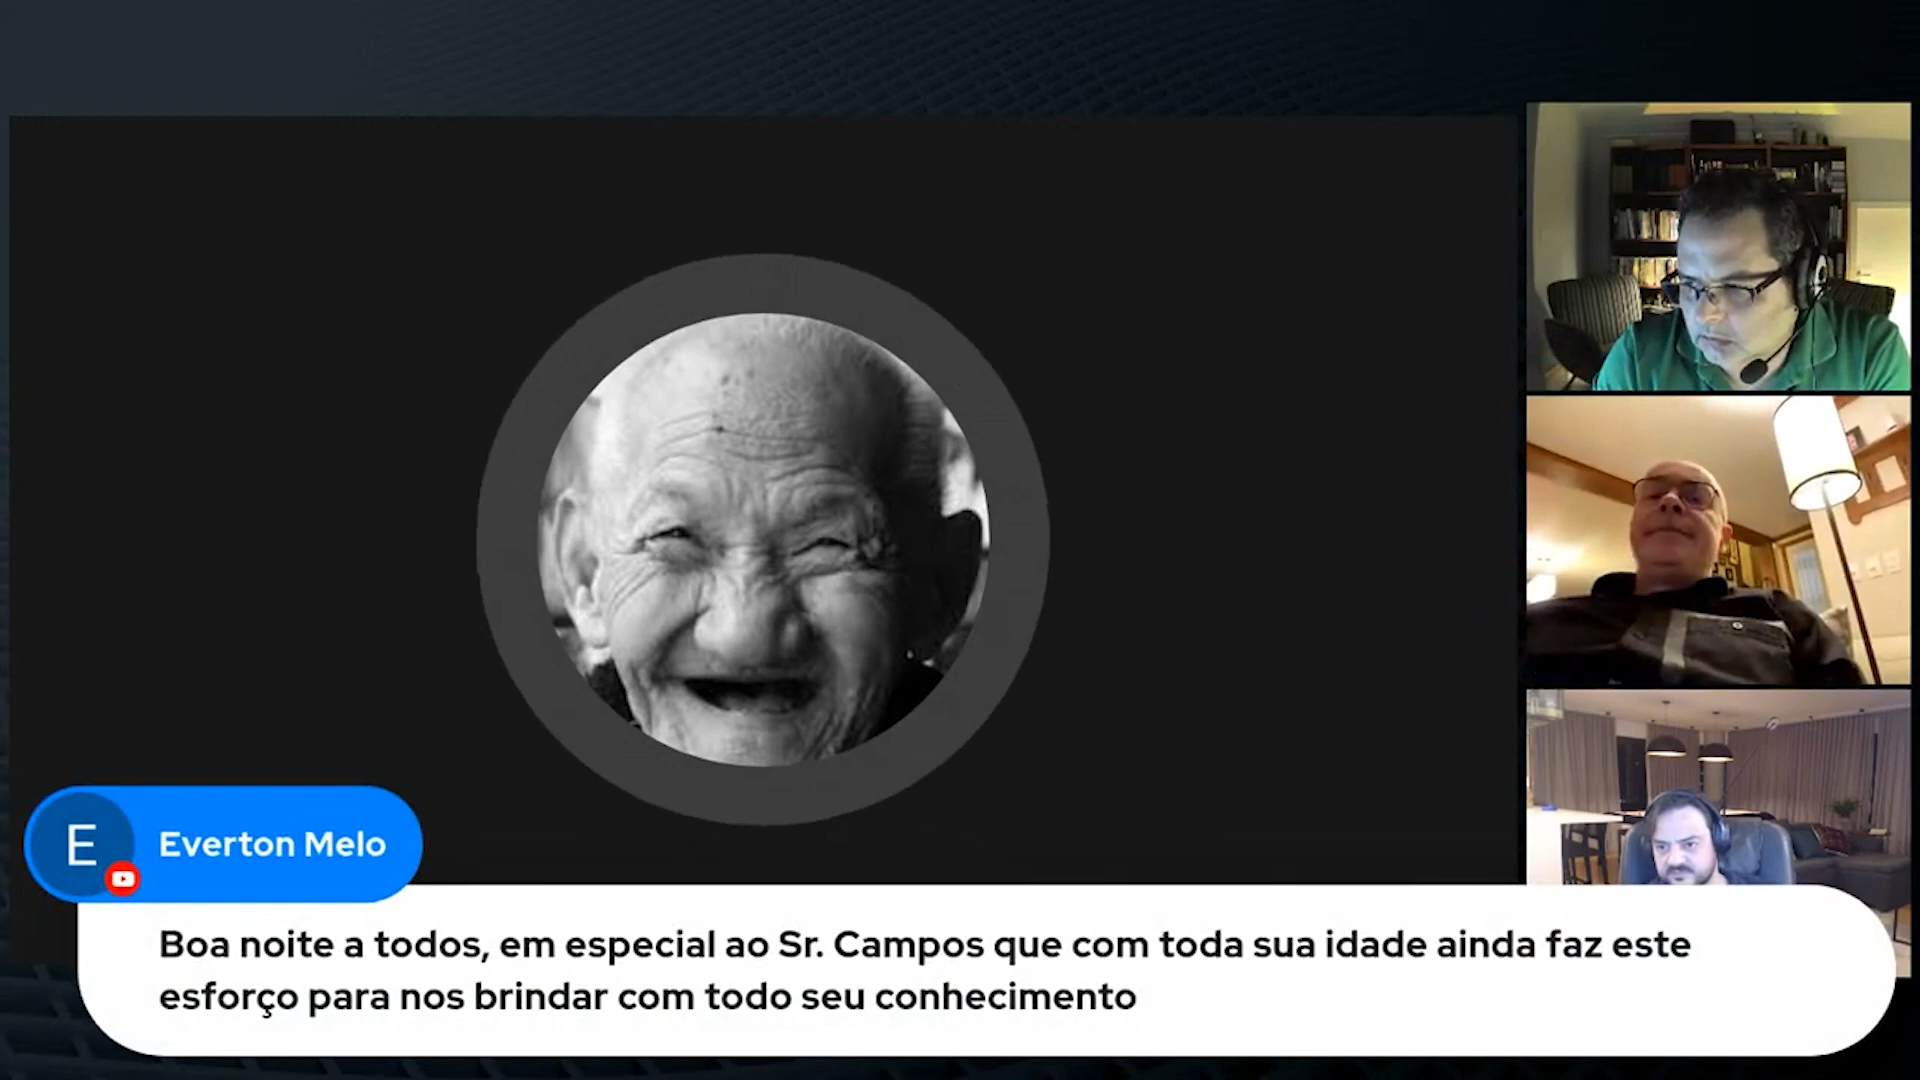 E
Everton Melo
Boa noite a todos, em especial ao Sr. Campos que com toda sua idade ainda faz este
esforço para nos brindar com todo seu conhecimento